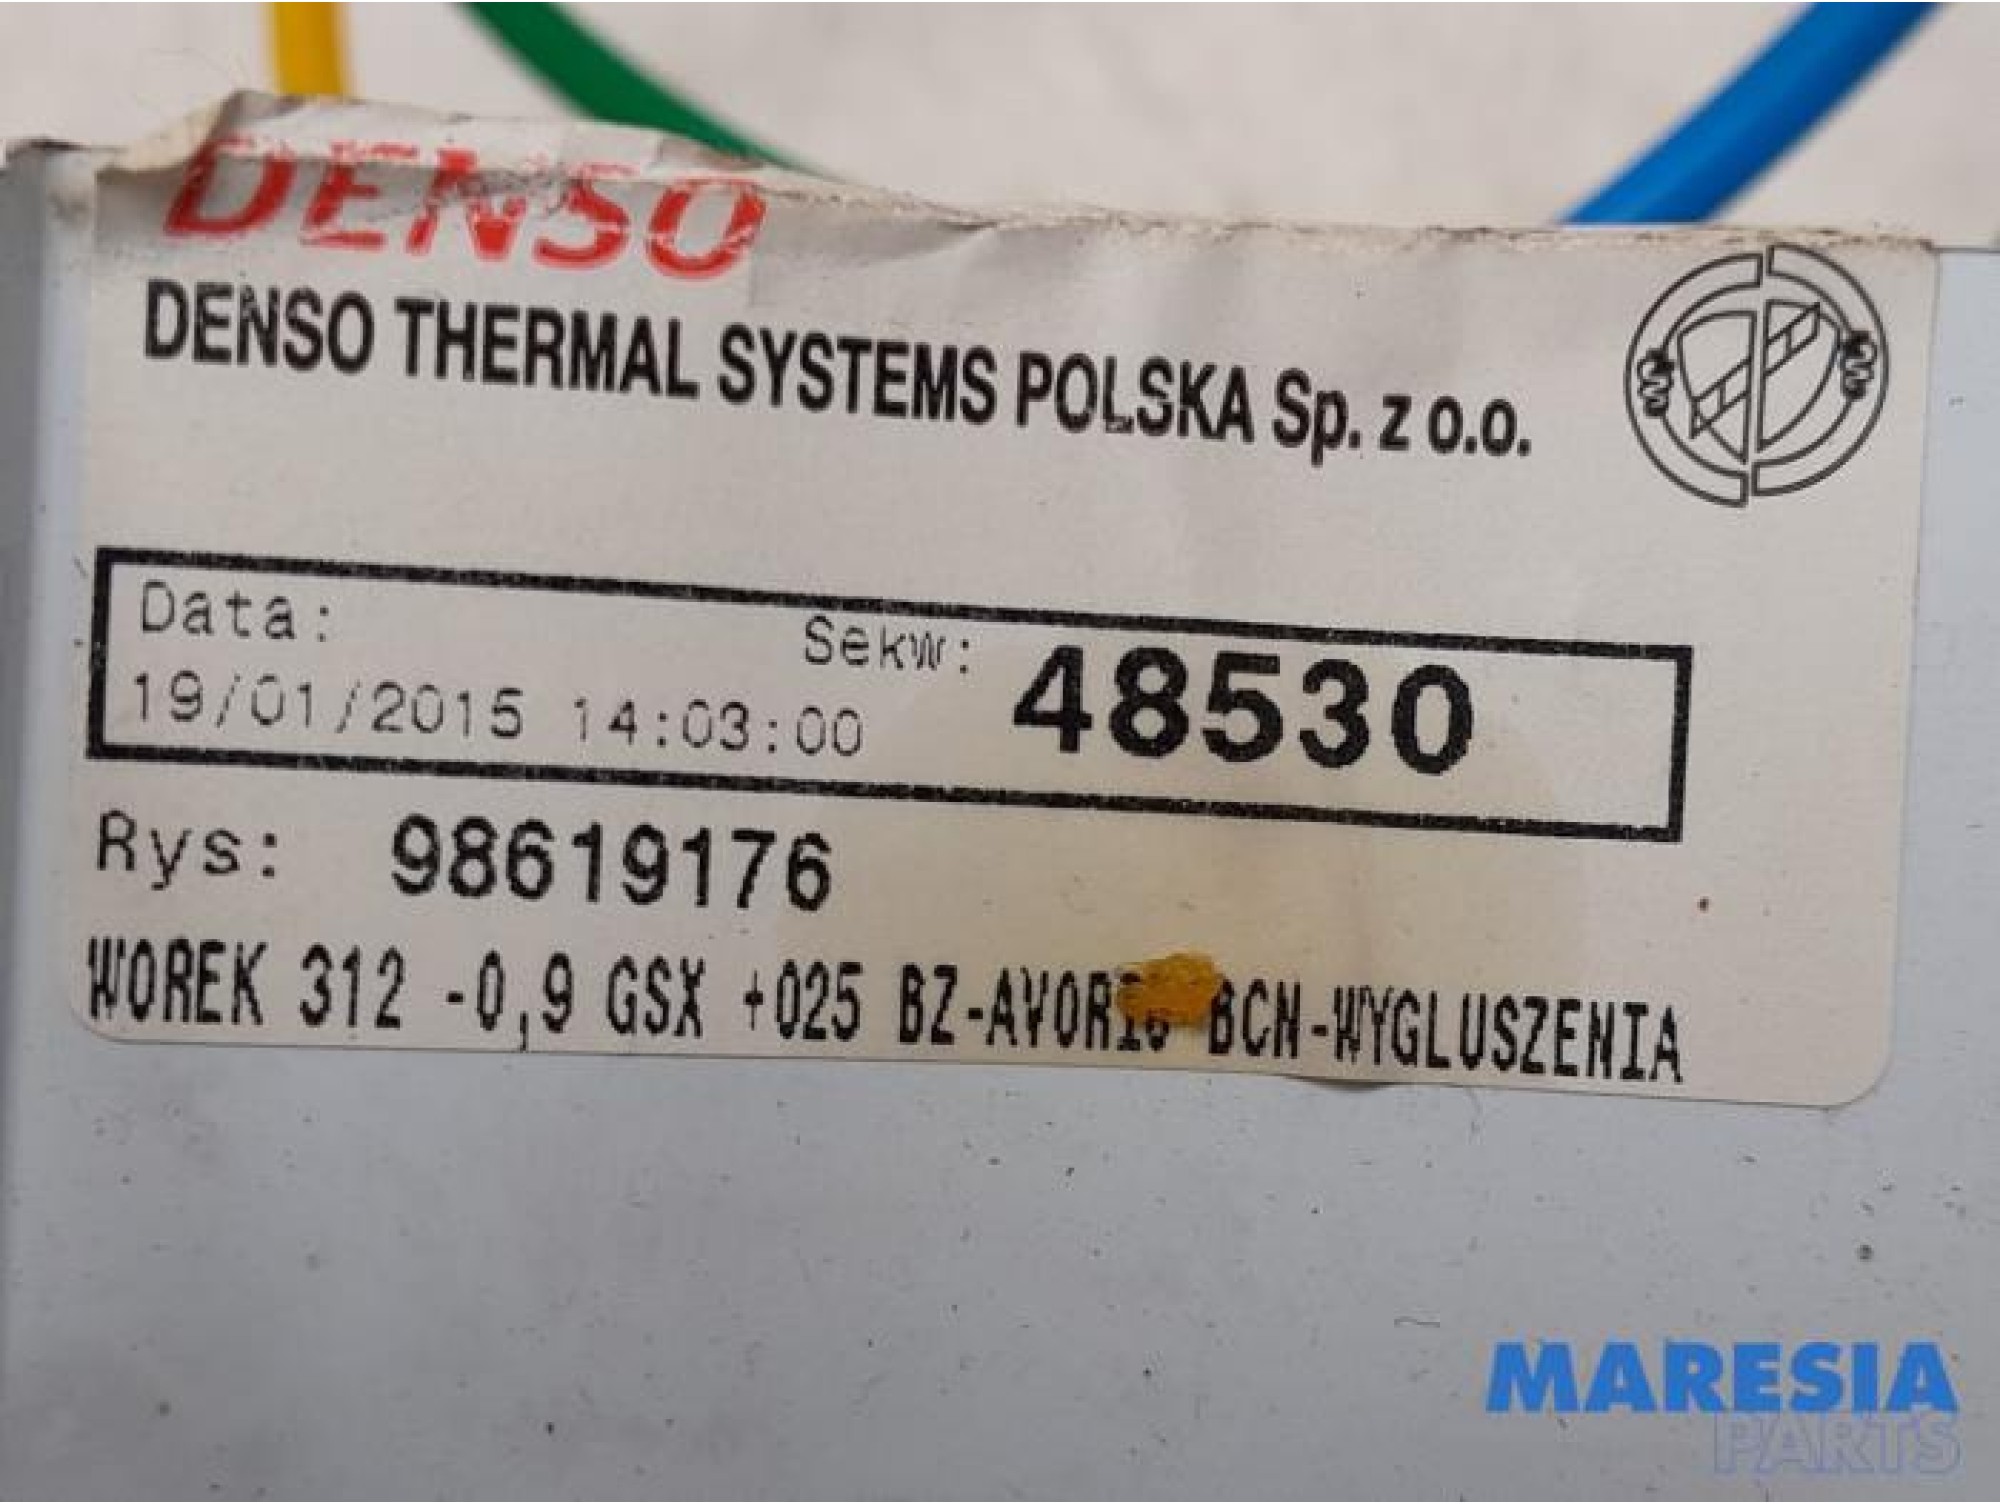 DENSO
DENSO THERMAL SYSTEMS POLSKA Sp. z o.o.
Data: Sekw: 48530
19/01/2015 14:03:00
Rys: 98619176
WOREK 312 -0,9 GSX +025 BZ-AVORIO BCN-WYGLUSZENIA
MARESIA
PARTS